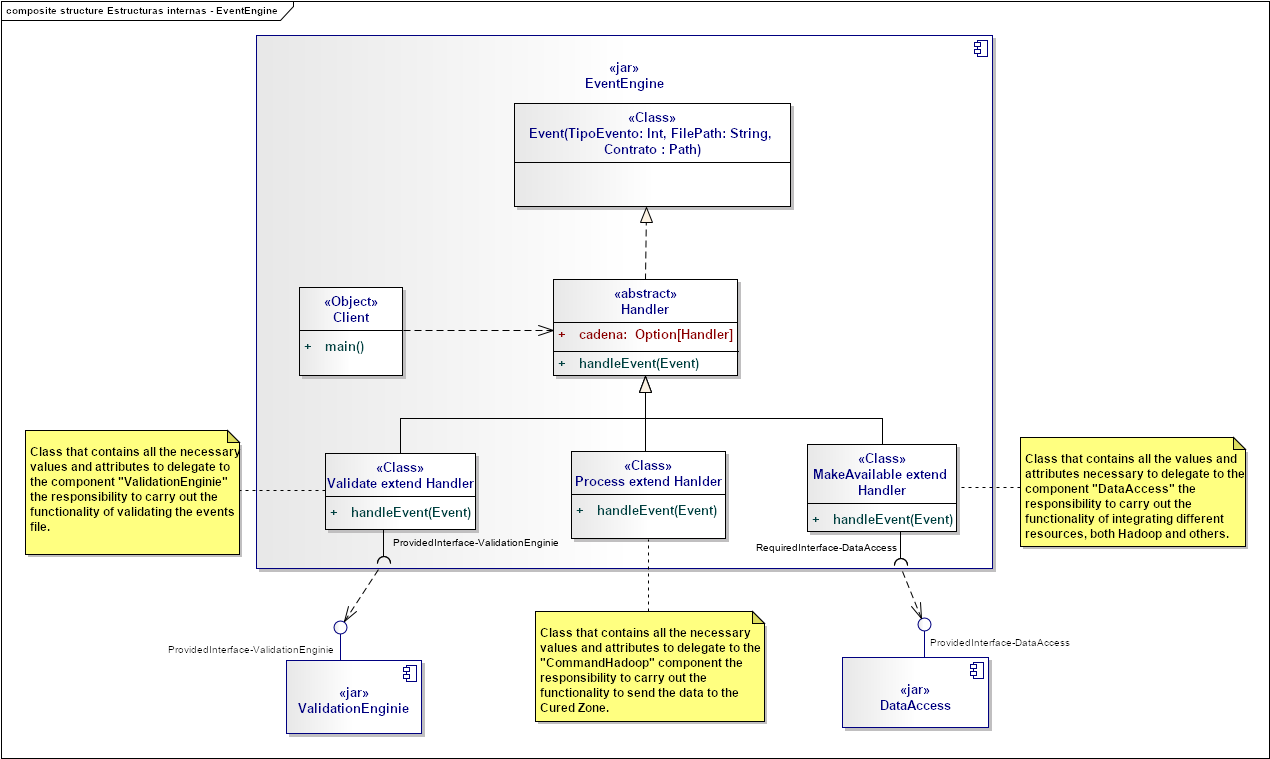 composite structure Estructuras internas - EventEngine
«jar»
EventEngine
«Class»
Event(TipoEvento: Int, FilePath: String,
Contrato : Path)
«Object»
Client
+ main()
«abstract»
Handler
+ cadena: Option[Handler]
+ handleEvent(Event)
Class that contains all the necessary
values and attributes to delegate to
the component "ValidationEnginie"
the responsibility to carry out the
functionality of validating the events
file.
«Class»
Validate extend Handler
+ handleEvent(Event)
«Class»
Process extend Hanlder
+ handleEvent(Event)
«Class»
MakeAvailable extend
Handler
+ handleEvent(Event)
Class that contains all the values and
attributes necessary to delegate to the
component "DataAccess" the
responsibility to carry out the
functionality of integrating different
resources, both Hadoop and others.
ProvidedInterface-ValidationEnginie
RequiredInterface-DataAccess
ProvidedInterface-ValidationEnginie
«jar»
ValidationEnginie
Class that contains all the necessary
values and attributes to delegate to the
"CommandHadoop" component the
responsibility to carry out the
functionality to send the data to the
Cured Zone.
ProvidedInterface-DataAccess
«jar»
DataAccess